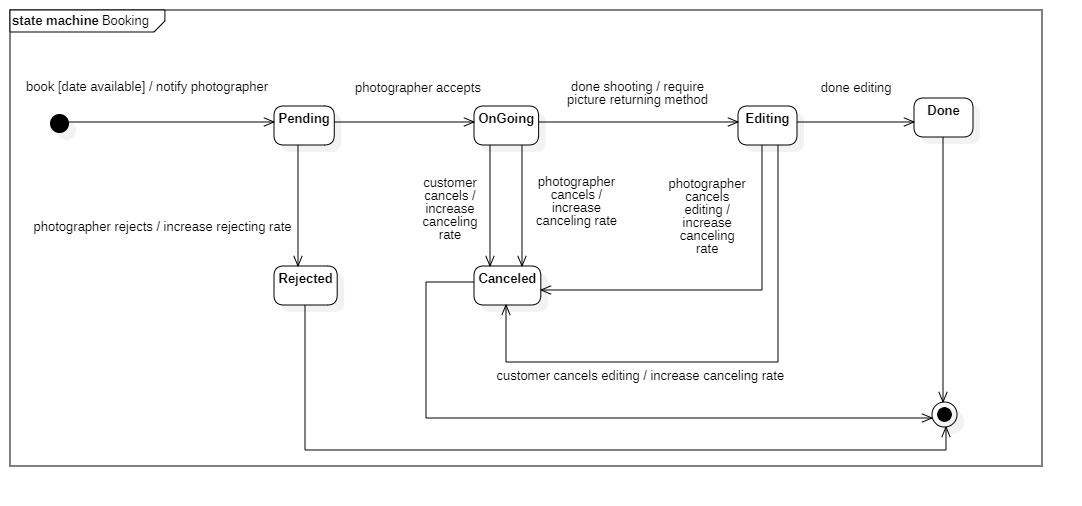 state machine Booking
book [date available] / notify photographer
photographer accepts
done shooting / require
picture returning method
done editing
Pending
OnGoing
Editing
Done
customer
cancels /
increase
canceling
rate
photographer
cancels /
increase
canceling rate
photographer
cancels
editing /
increase
canceling
rate
photographer rejects / increase rejecting rate
Rejected
Canceled
customer cancels editing / increase canceling rate